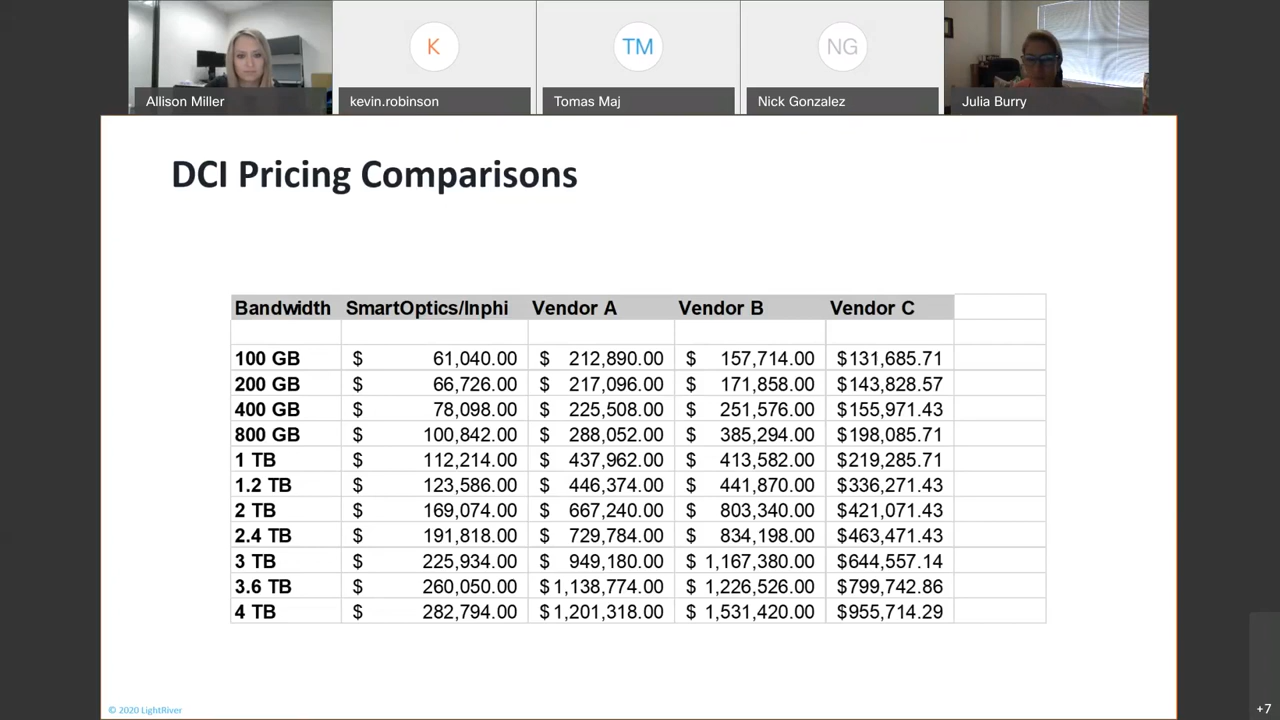 K
TM
NG
Allison Miller
kevin.robinson
Tomas Maj
Nick Gonzalez
Julia Burry
DCI Pricing Comparisons
Bandwidth SmartOptics/Inphi Vendor A Vendor B Vendor C
100 GB $ 61,040.00 $ 212,890.00 $ 157,714.00 $131,685.71
200 GB $ 66,726.00 $ 217,096.00 $ 171,858.00 $143,828.57
400 GB $ 78,098.00 $ 225,508.00 $ 251,576.00 $155,971.43
800 GB $ 100,842.00 $ 288,052.00 $ 385,294.00 $198,085.71
1 TB $ 112,214.00 $ 437,962.00 $ 413,582.00 $219,285.71
1.2 TB $ 123,586.00 $ 446,374.00 $ 441,870.00 $336,271.43
2 TB $ 169,074.00 $ 667,240.00 $ 803,340.00 $421,071.43
2.4 TB $ 191,818.00 $ 729,784.00 $ 834,198.00 $463,471.43
3 TB $ 225,934.00 $ 949,180.00 $ 1,167,380.00 $644,557.14
3.6 TB $ 260,050.00 $1,138,774.00 $ 1,226,526.00 $799,742.86
4 TB $ 282,794.00 $1,201,318.00 $ 1,531,420.00 $955,714.29
© 2020 LightRiver
+7